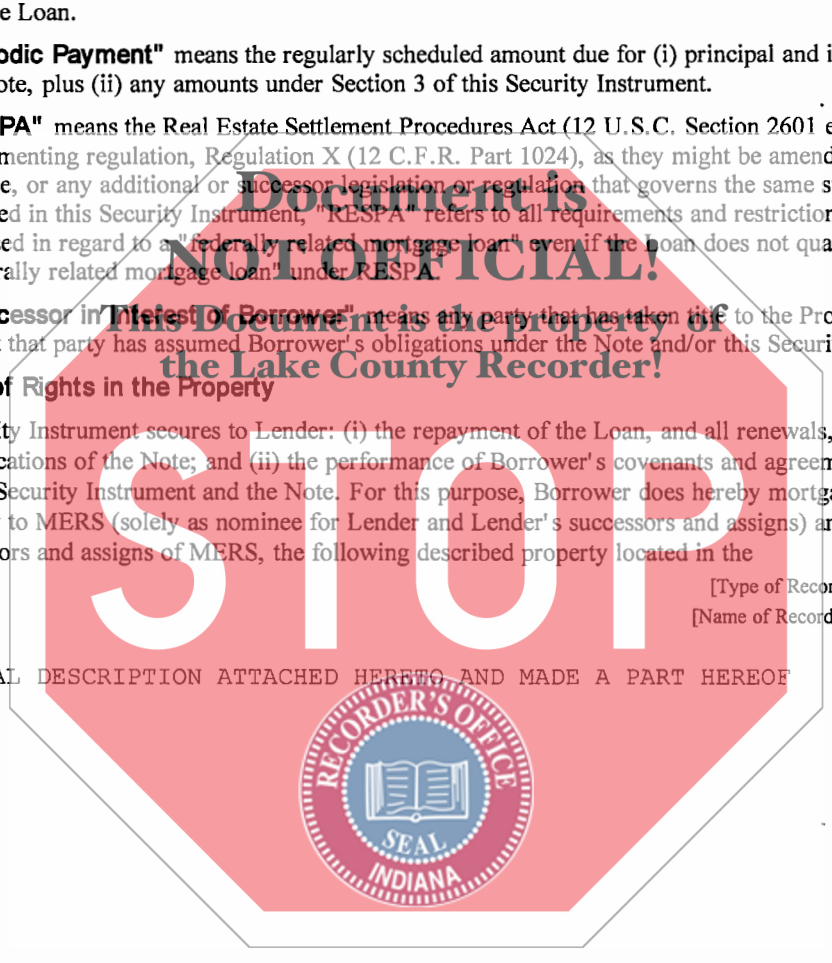 e Loan.
odic Payment" means the regularly scheduled amount due for (i) principal and i
ote, plus (ii) any amounts under Section 3 of this Security Instrument.
PA" means the Real Estate Settlement Procedures Act (12 U.S.C. Section 2601 e
menting regulation, Regulation X (12 C.F.R. Part 1024), as they might be amend
e, or any additional or successor legislation or regulation that governs the same s
ed in this Security Instrument, "RESPA" refers to all requirements and restriction
ed in regard to a "federally related mortgage loan" even if the Loan does not qua
rally related mortgage loan" under RESPA.
cessor in Interest of Borrower" means any party that has taken title to the Pro
t that party has assumed Borrower's obligations under the Note and/or this Securi
of Rights in the Property
ity Instrument secures to Lender: (i) the repayment of the Loan, and all renewals,
cations of the Note; and (ii) the performance of Borrower's covenants and agreem
Security Instrument and the Note. For this purpose, Borrower does hereby mortga
to MERS (solely as nominee for Lender and Lender's successors and assigns) an
ors and assigns of MERS, the following described property located in the
[Type of Recor
[Name of Record
AL DESCRIPTION ATTACHED HERETO AND MADE A PART HEREOF
Document is
NOT OFFICIAL!
This Document is the property of
the Lake County Recorder!
STOP
RECORDER'S OFFICE
SEAL
INDIANA